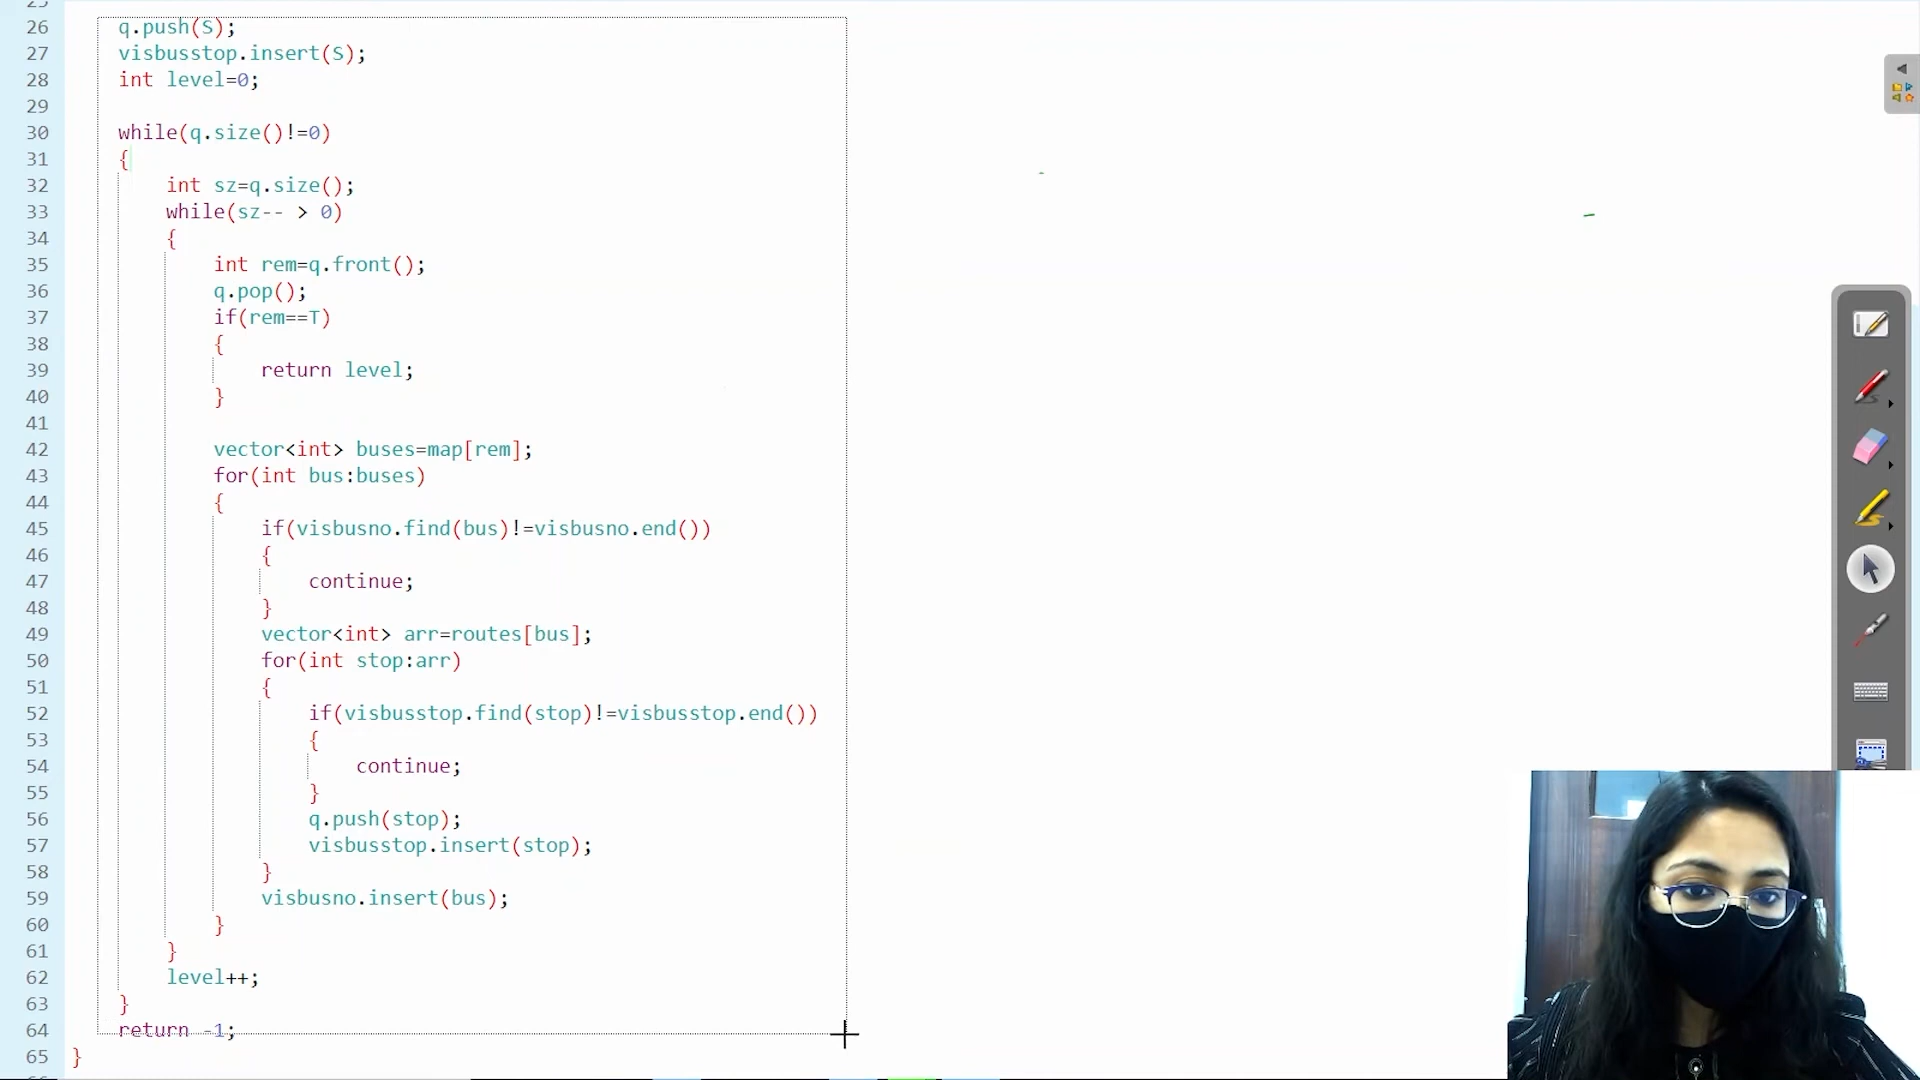 25
26 q.push(S);
27 visbusstop.insert(S);
28 int level=0;
29
30 while(q.size()!=0)
31 {
32 int sz=q.size();
33 while(sz-- > 0)
34 {
35 int rem=q.front();
36 q.pop();
37 if(rem==T)
38 {
39 return level;
40 }
41
42 vector<int> buses=map[rem];
43 for(int bus:buses)
44 {
45 if(visbusno.find(bus)!=visbusno.end())
46 {
47 continue;
48 }
49 vector<int> arr=routes[bus];
50 for(int stop:arr)
51 {
52 if(visbusstop.find(stop)!=visbusstop.end())
53 {
54 continue;
55 }
56 q.push(stop);
57 visbusstop.insert(stop);
58 }
59 visbusno.insert(bus);
60 }
61 }
62 level++;
63 }
64 return -1;
65 }